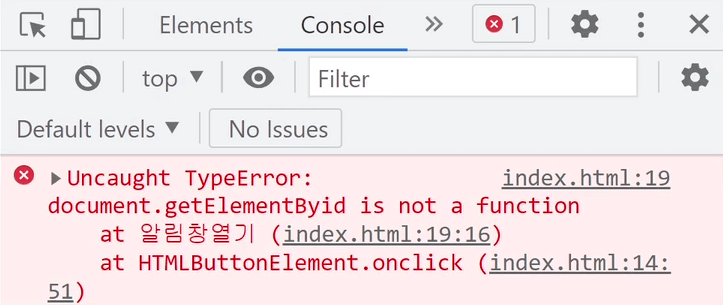 Elements Console 1
top Filter
Default levels No Issues
Uncaught TypeError: index.html:19
document.getElementByid is not a function
at 알림창열기 (index.html:19:16)
at HTMLButtonElement.onclick (index.html:14:
51)